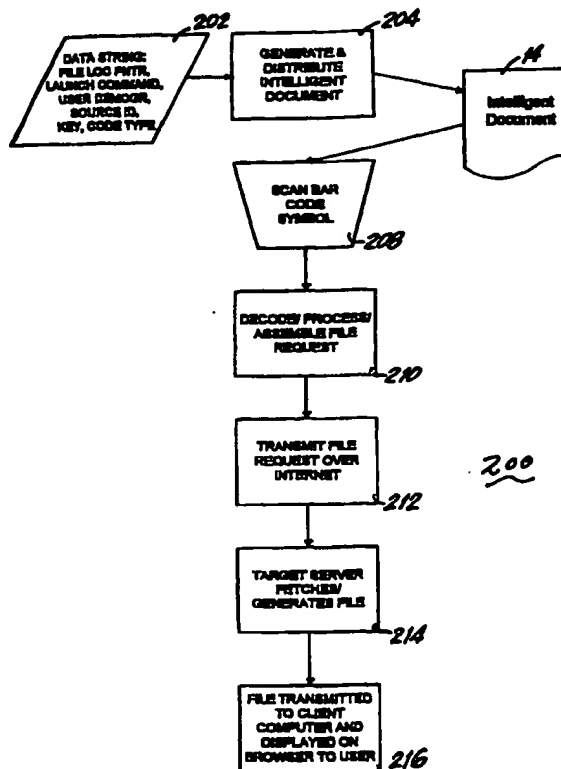 202
DATA STRING:
FILE LOC PNTR,
LAUNCH COMMAND,
USER DEMOGR,
SOURCE ID,
KEY, CODE TYPE
204
GENERATE &
DISTRIBUTE
INTELLIGENT
DOCUMENT
14
Intelligent
Document
SCAN BAR
CODE
SYMBOL
208
DECODE/ PROCESS/
ASSEMBLE FILE
REQUEST
210
TRANSMIT FILE
REQUEST OVER
INTERNET
212
200
TARGET SERVER
FETCHES/
GENERATES FILE
214
FILE TRANSMITTED
TO CLIENT
COMPUTER AND
DISPLAYED ON
BROWSER TO USER
216